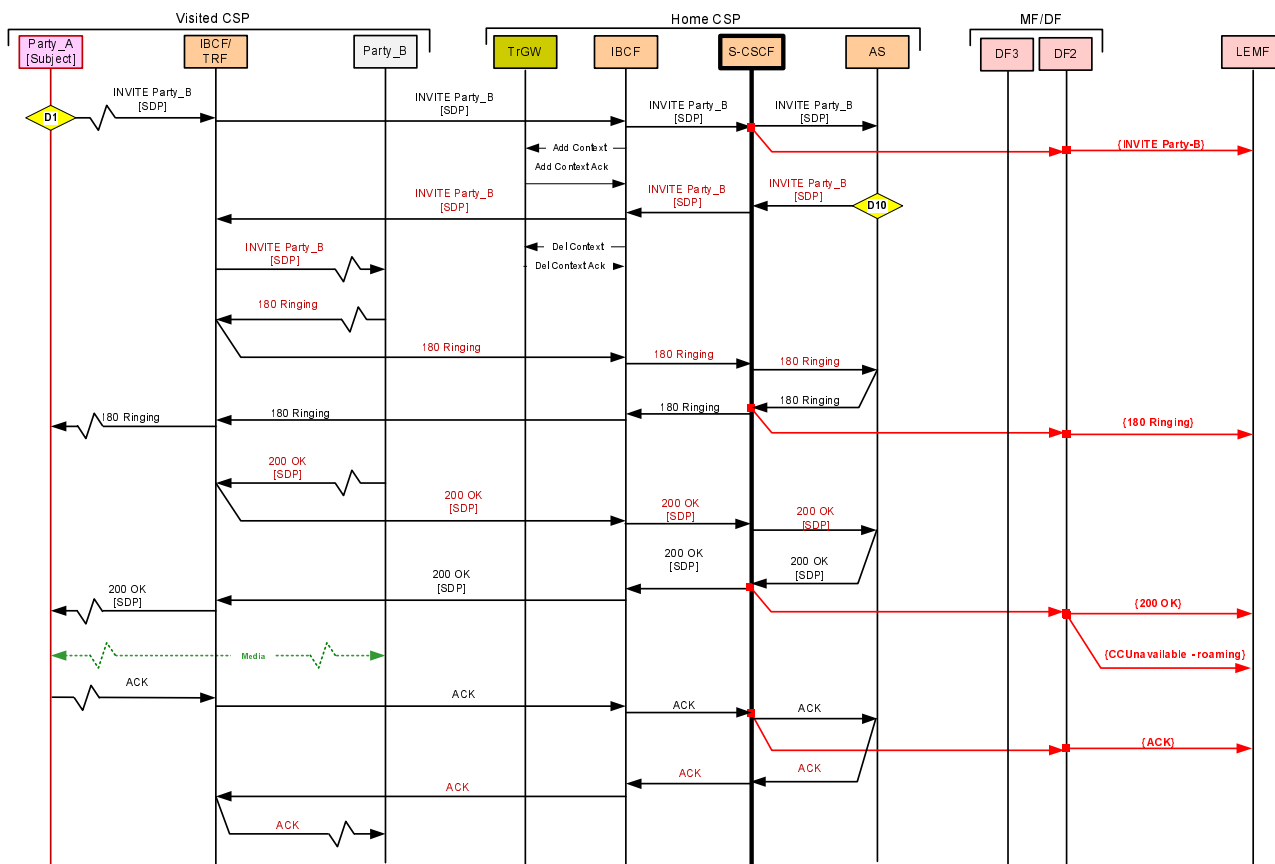 Visited CSP
Home CSP
MF/DF
Party_A
[Subject]
IBCF/
TRF
Party_B
TrGW
IBCF
S-CSCF
AS
DF3
DF2
LEMF
D1
INVITE Party_B
[SDP]
INVITE Party_B
[SDP]
INVITE Party_B
[SDP]
INVITE Party_B
[SDP]
{INVITE Party-B}
Add Context
Add Context Ack
INVITE Party_B
[SDP]
INVITE Party_B
[SDP]
INVITE Party_B
[SDP]
D10
INVITE Party_B
[SDP]
Del Context
Del Context Ack
180 Ringing
180 Ringing
180 Ringing
180 Ringing
180 Ringing
180 Ringing
180 Ringing
180 Ringing
{180 Ringing}
200 OK
[SDP]
200 OK
[SDP]
200 OK
[SDP]
200 OK
[SDP]
200 OK
[SDP]
200 OK
[SDP]
200 OK
[SDP]
200 OK
[SDP]
{200 OK}
Media
{CCUnavailable - roaming}
ACK
ACK
ACK
ACK
{ACK}
ACK
ACK
ACK
ACK